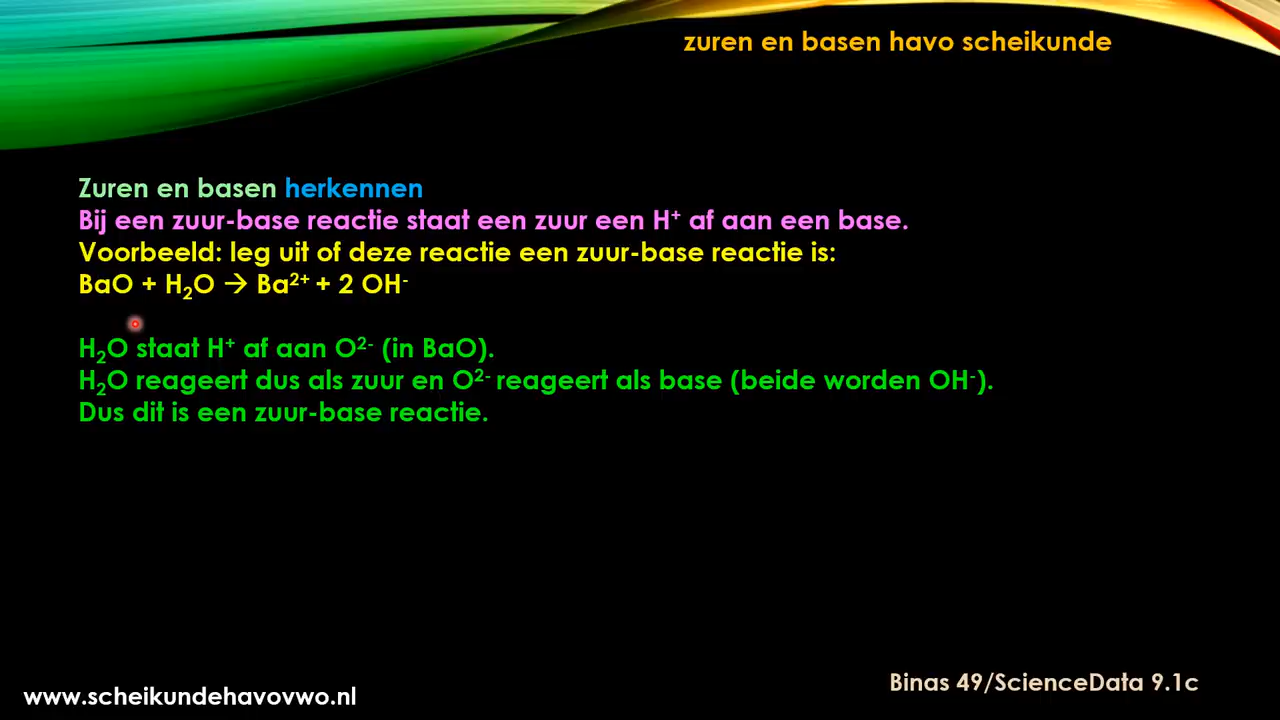 zuren en basen havo scheikunde
Zuren en basen herkennen
Bij een zuur-base reactie staat een zuur een H⁺ af aan een base.
Voorbeeld: leg uit of deze reactie een zuur-base reactie is:
BaO + H₂O → Ba²⁺ + 2 OH⁻
H₂O staat H⁺ af aan O²⁻ (in BaO).
H₂O reageert dus als zuur en O²⁻ reageert als base (beide worden OH⁻).
Dus dit is een zuur-base reactie.
Binas 49/ScienceData 9.1c
www.scheikundehavovwo.nl